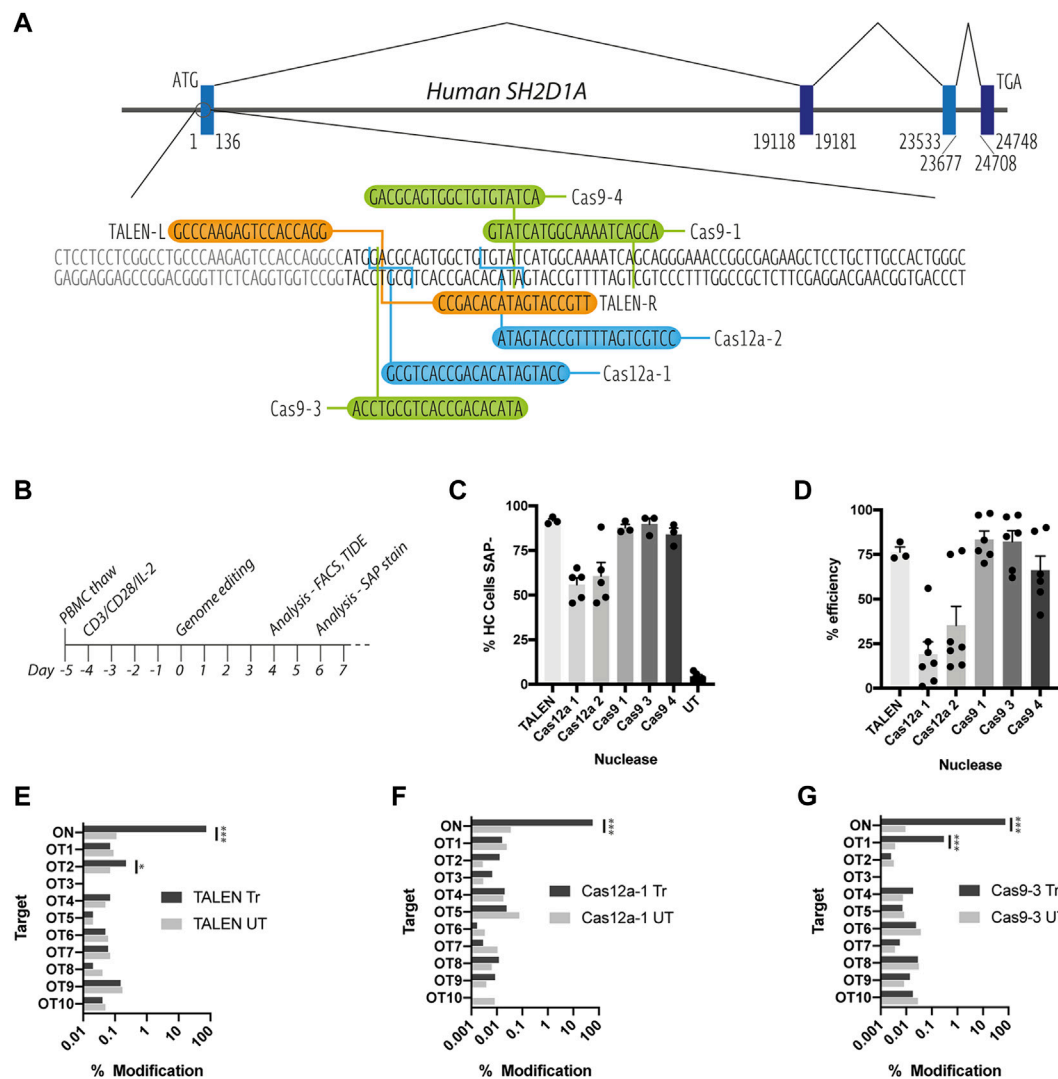 A
ATG
Human SH2D1A
TGA
1 136
19118 19181
23533 24748
23677 24708
GACGCAGTGGCTGTGTATCA Cas9-4
TALEN-L GCCCAAGAGTCCACCAGG
GTATCATGGCAAAATCAGCA Cas9-1
CTCCTCCTCGGCCTGCCCAAGAGTCCACCAGGCCATGGACGCAGTGGCTGTGTATCATGGCAAAATCAGCAGGGAAACCGGCGAGAAGCTCCTGCTTGCCACTGGGC
GAGGAGGAGCCGGACGGGTTCTCAGGTGGTCCGGTACCTGCGTCACCGACACATAGTACCGTTTTAGTCGTCCCTTTGGCCGCTCTTCGAGGACGAACGGTGACCCT
CCGACACATAGTACCGTT TALEN-R
ATAGTACCGTTTTAGTCGTCC Cas12a-2
GCGTCACCGACACATAGTACC Cas12a-1
Cas9-3 ACCTGCGTCACCGACACATA
B
PBMC thaw
CD3/CD28/IL-2
Genome editing
Analysis - FACS, TIDE
Analysis - SAP stain
Day -5 -4 -3 -2 -1 0 1 2 3 4 5 6 7
C
% HC Cells SAP-
100
75
50
25
0
TALEN
Cas12a 1
Cas12a 2
Cas9 1
Cas9 3
Cas9 4
UT
Nuclease
D
% efficiency
100
75
50
25
0
TALEN
Cas12a 1
Cas12a 2
Cas9 1
Cas9 3
Cas9 4
Nuclease
E
Target
ON
OT1
OT2
OT3
OT4
OT5
OT6
OT7
OT8
OT9
OT10
***
*
TALEN Tr
TALEN UT
0.01 0.1 1 10 100
% Modification
F
Target
ON
OT1
OT2
OT3
OT4
OT5
OT6
OT7
OT8
OT9
OT10
***
Cas12a-1 Tr
Cas12a-1 UT
0.001 0.01 0.1 1 10 100
% Modification
G
Target
ON
OT1
OT2
OT3
OT4
OT5
OT6
OT7
OT8
OT9
OT10
***
***
Cas9-3 Tr
Cas9-3 U
0.001 0.01 0.1 1 10 100
% Modification